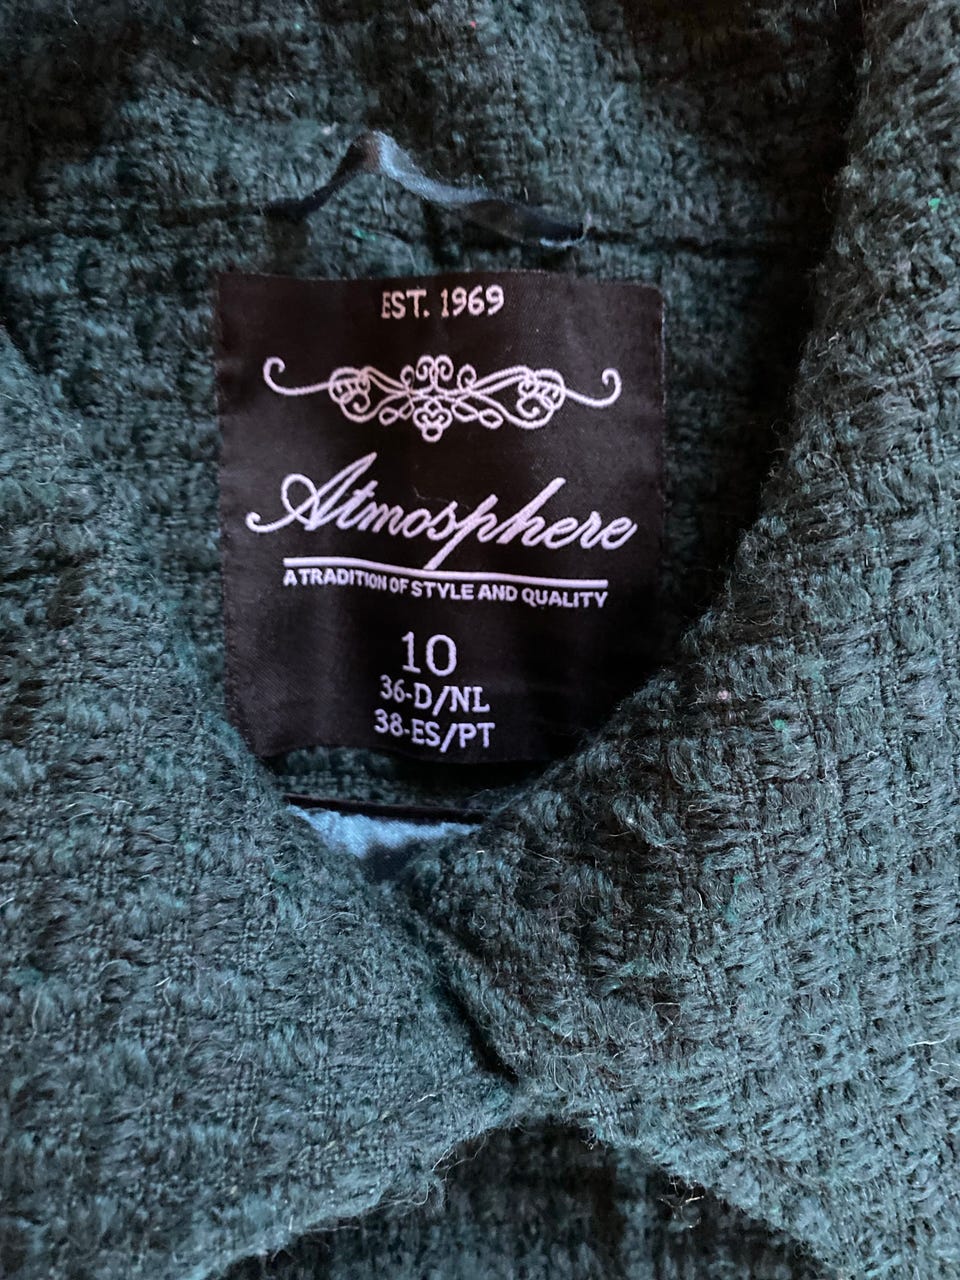 EST. 1969
Atmosphere
A TRADITION OF STYLE AND QUALITY
10
36-D/NL
38-ES/PT